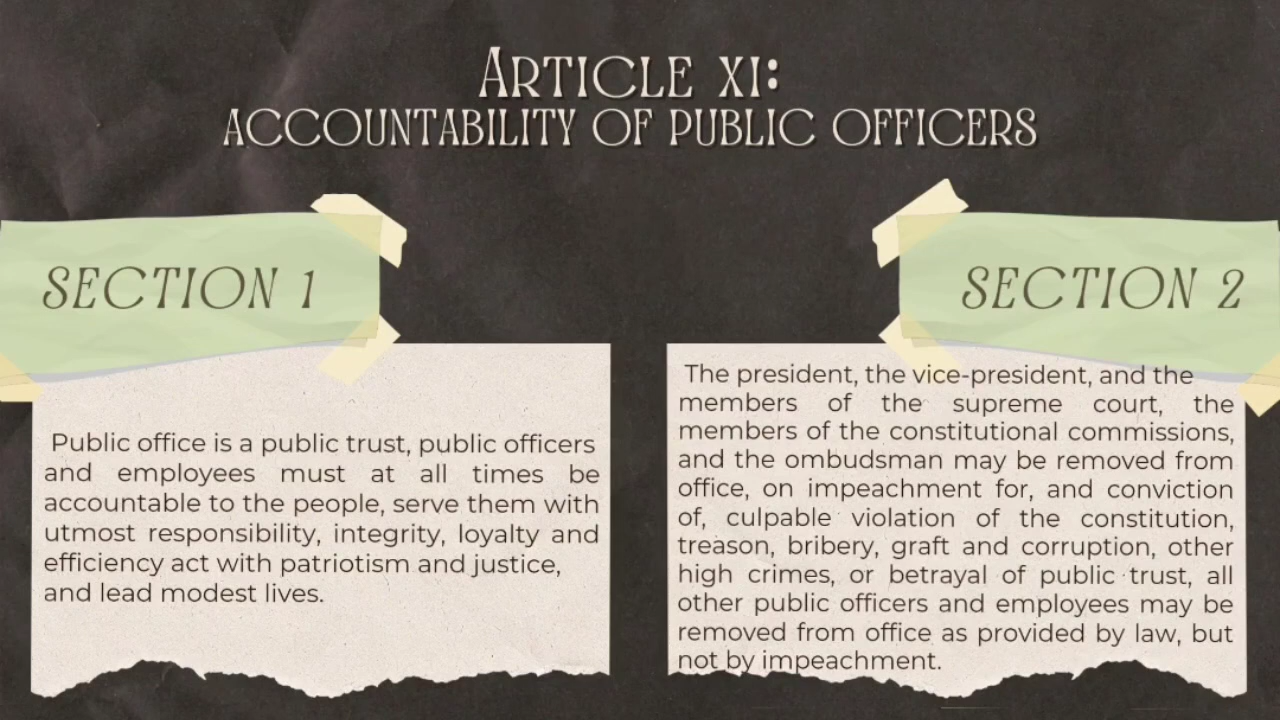 Article XI:
Accountability of Public Officers
Section 1
Public office is a public trust, public officers
and employees must at all times be
accountable to the people, serve them with
utmost responsibility, integrity, loyalty and
efficiency act with patriotism and justice,
and lead modest lives.
Section 2
The president, the vice-president, and the
members of the supreme court, the
members of the constitutional commissions,
and the ombudsman may be removed from
office, on impeachment for, and conviction
of, culpable violation of the constitution,
treason, bribery, graft and corruption, other
high crimes, or betrayal of public trust, all
other public officers and employees may be
removed from office as provided by law, but
not by impeachment.